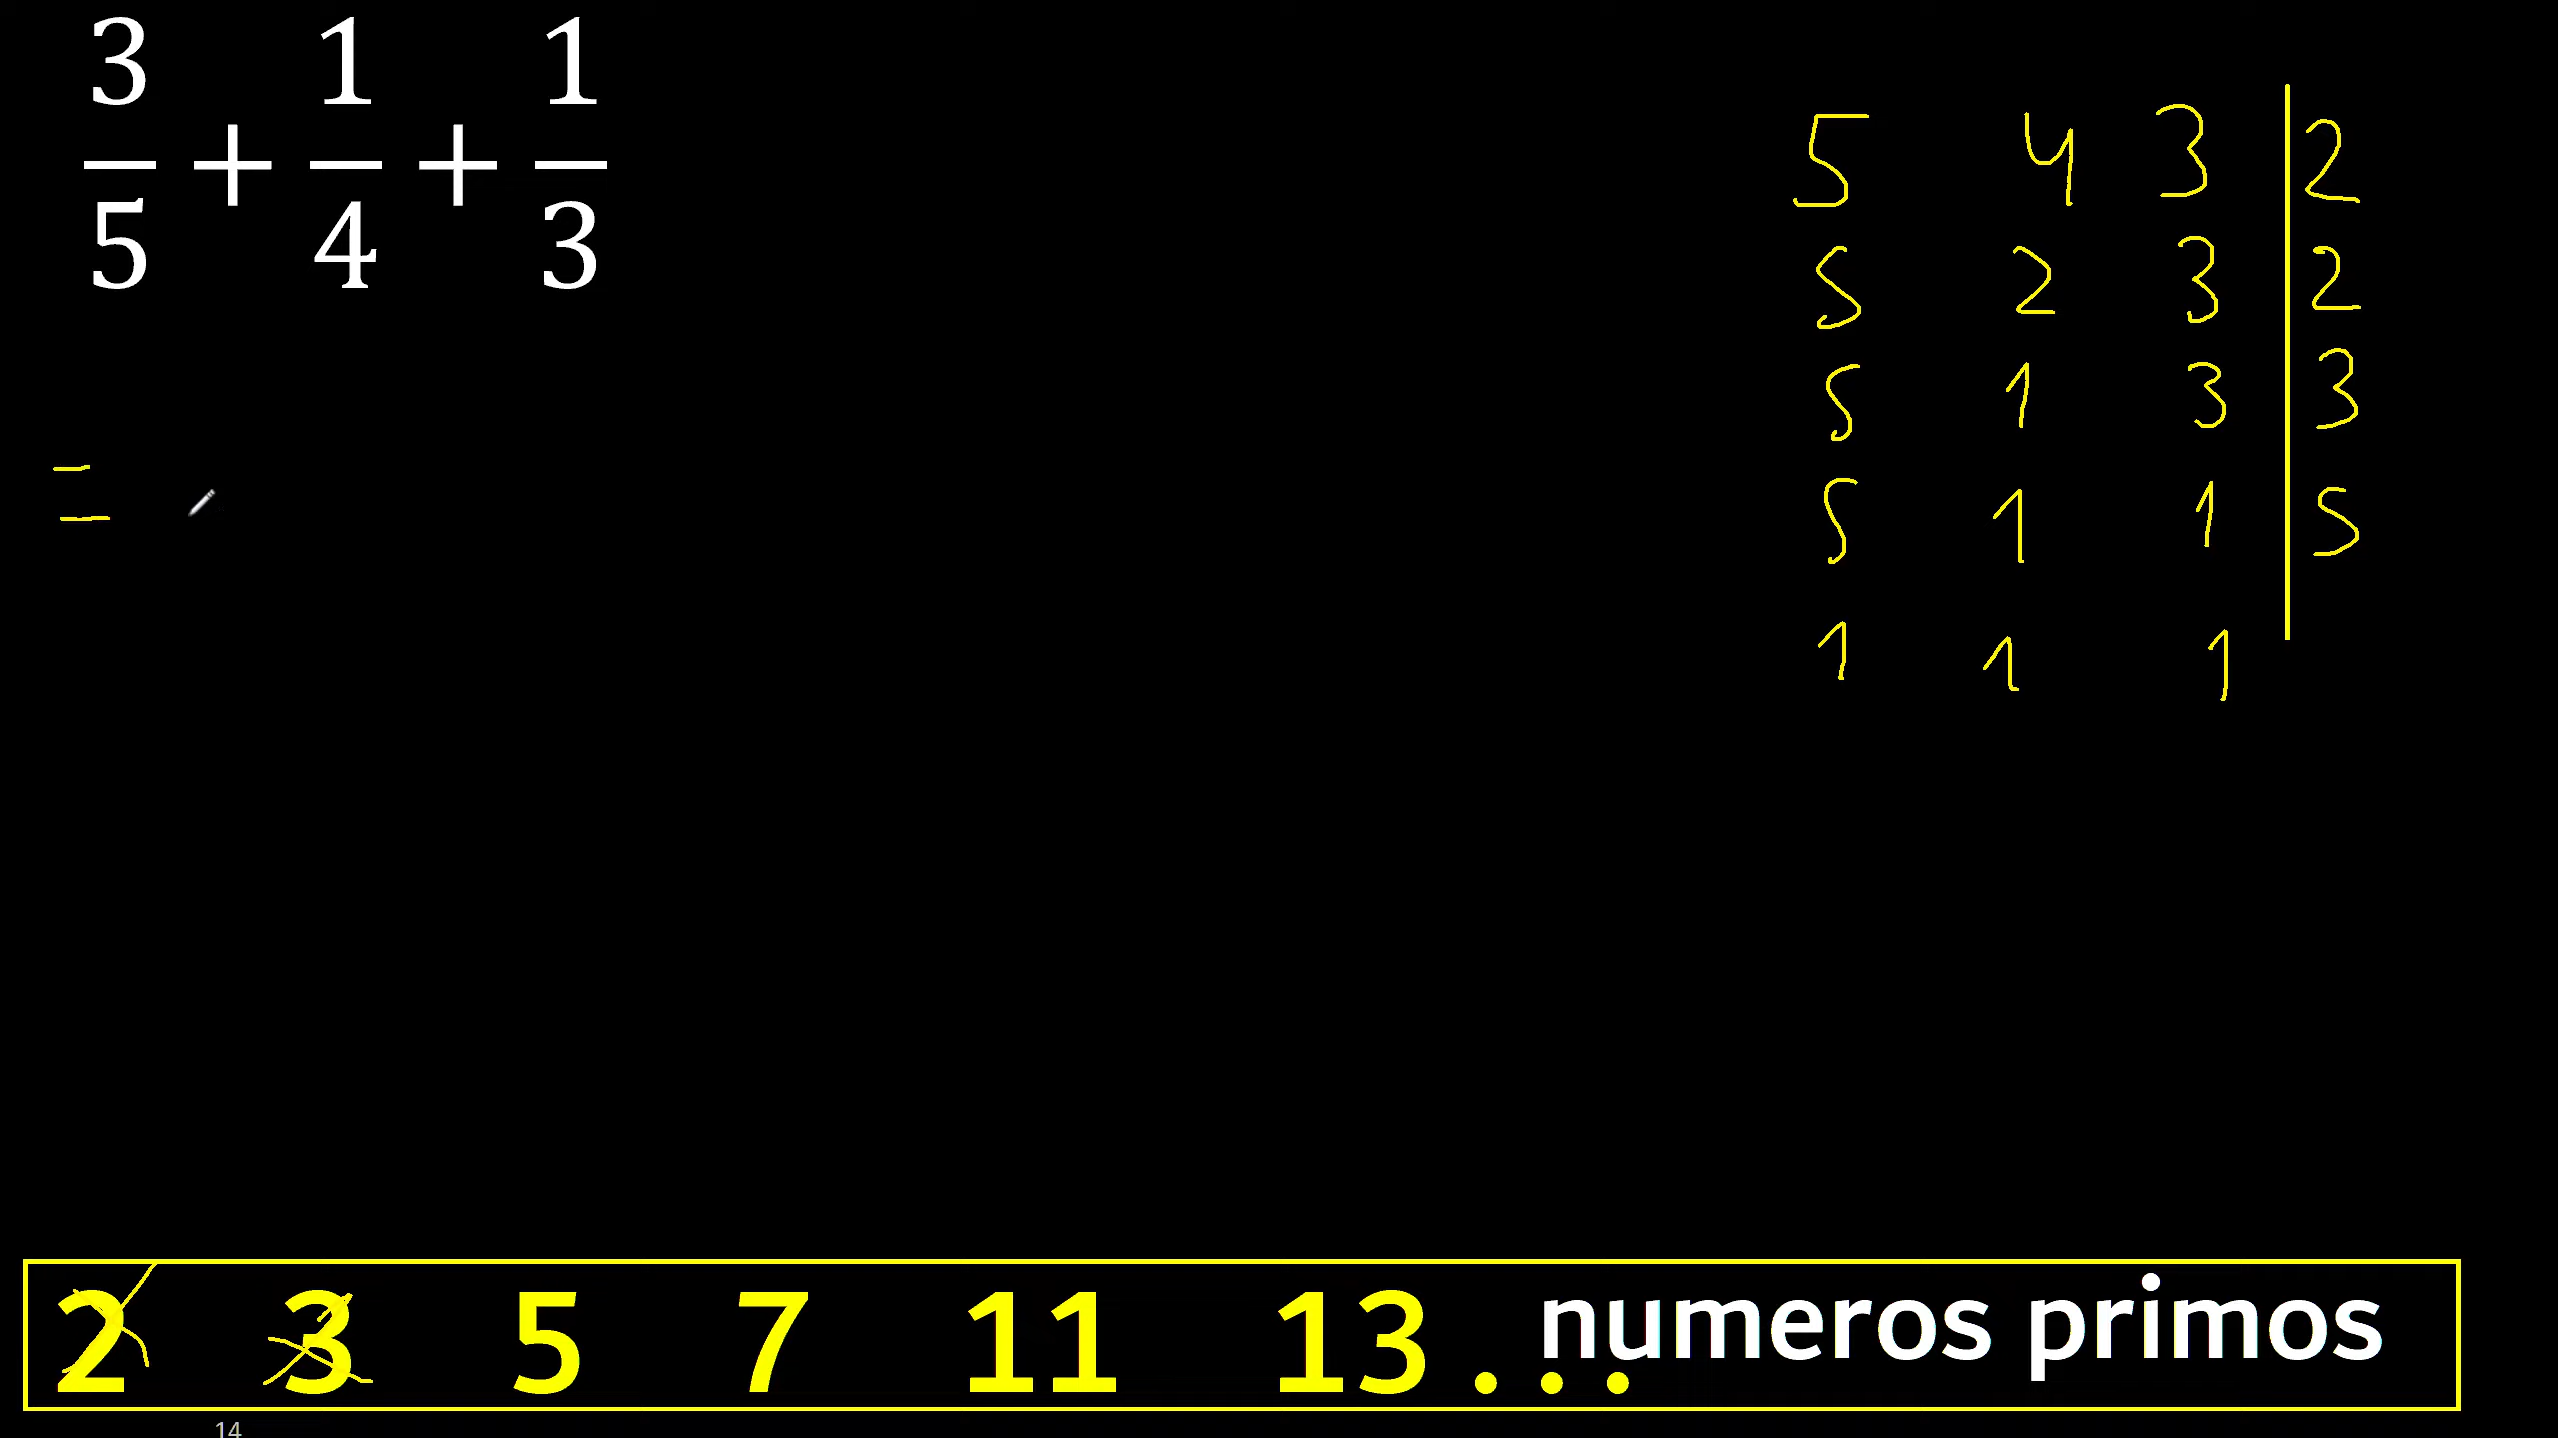 3/5 + 1/4 + 1/3
=
5 4 3 | 2
5 2 3 | 2
5 1 3 | 3
5 1 1 | 5
1 1 1
2 3 5 7 11 13 ... numeros primos
14